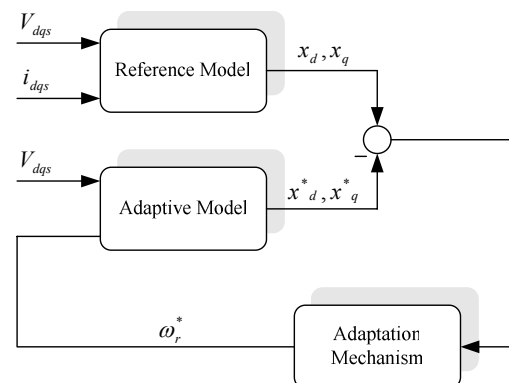 V_dqs
i_dqs
Reference Model
x_d , x_q
V_dqs
Adaptive Model
x*_d , x*_q
−
ω*_r
Adaptation
Mechanism